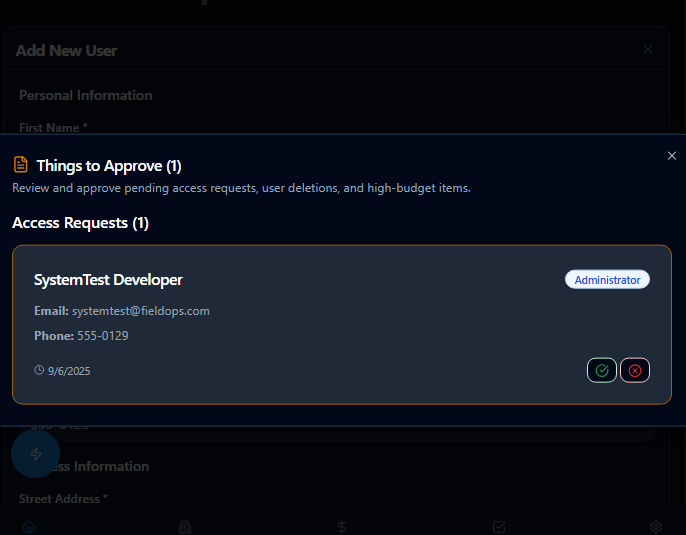 Add New User
Personal Information
First Name *
Things to Approve (1)
Review and approve pending access requests, user deletions, and high-budget items.
Access Requests (1)
SystemTest Developer
Administrator
Email: systemtest@fieldops.com
Phone: 555-0129
9/6/2025
555-0129
ess Information
Street Address *